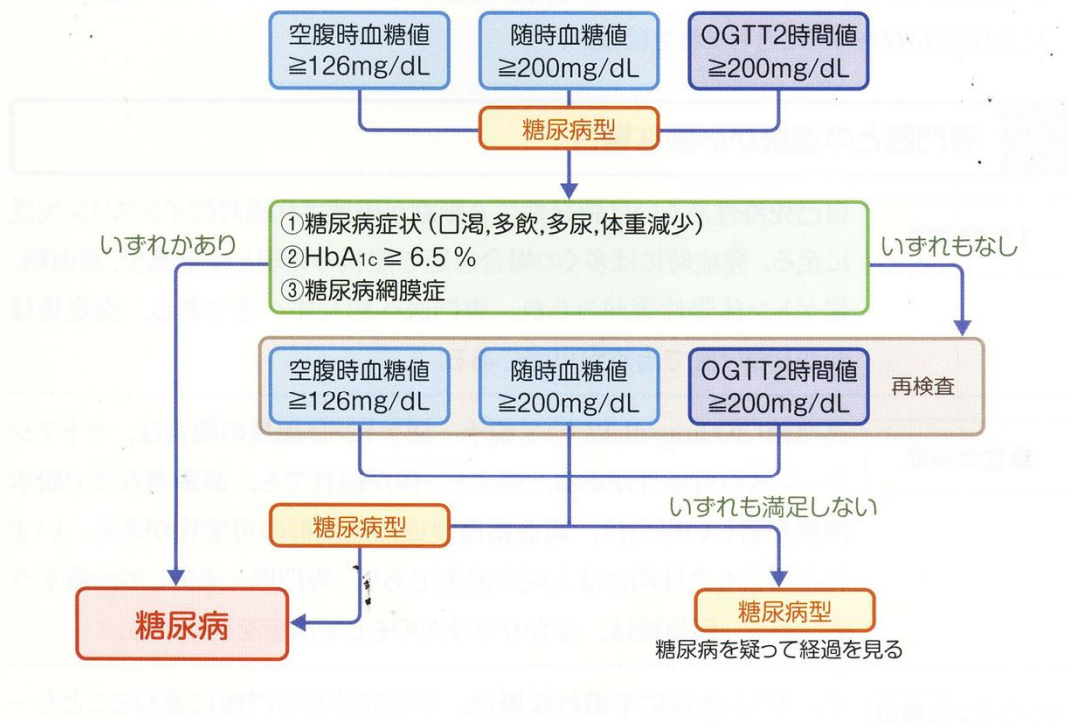 空腹時血糖値
≧126mg/dL
随時血糖値
≧200mg/dL
OGTT2時間値
≧200mg/dL
糖尿病型
①糖尿病症状(口渇,多飲,多尿,体重減少)
②HbA1c ≧ 6.5 %
③糖尿病網膜症
いずれかあり
いずれもなし
空腹時血糖値
≧126mg/dL
随時血糖値
≧200mg/dL
OGTT2時間値
≧200mg/dL
再検査
糖尿病型
いずれも満足しない
糖尿病
糖尿病型
糖尿病を疑って経過を見る